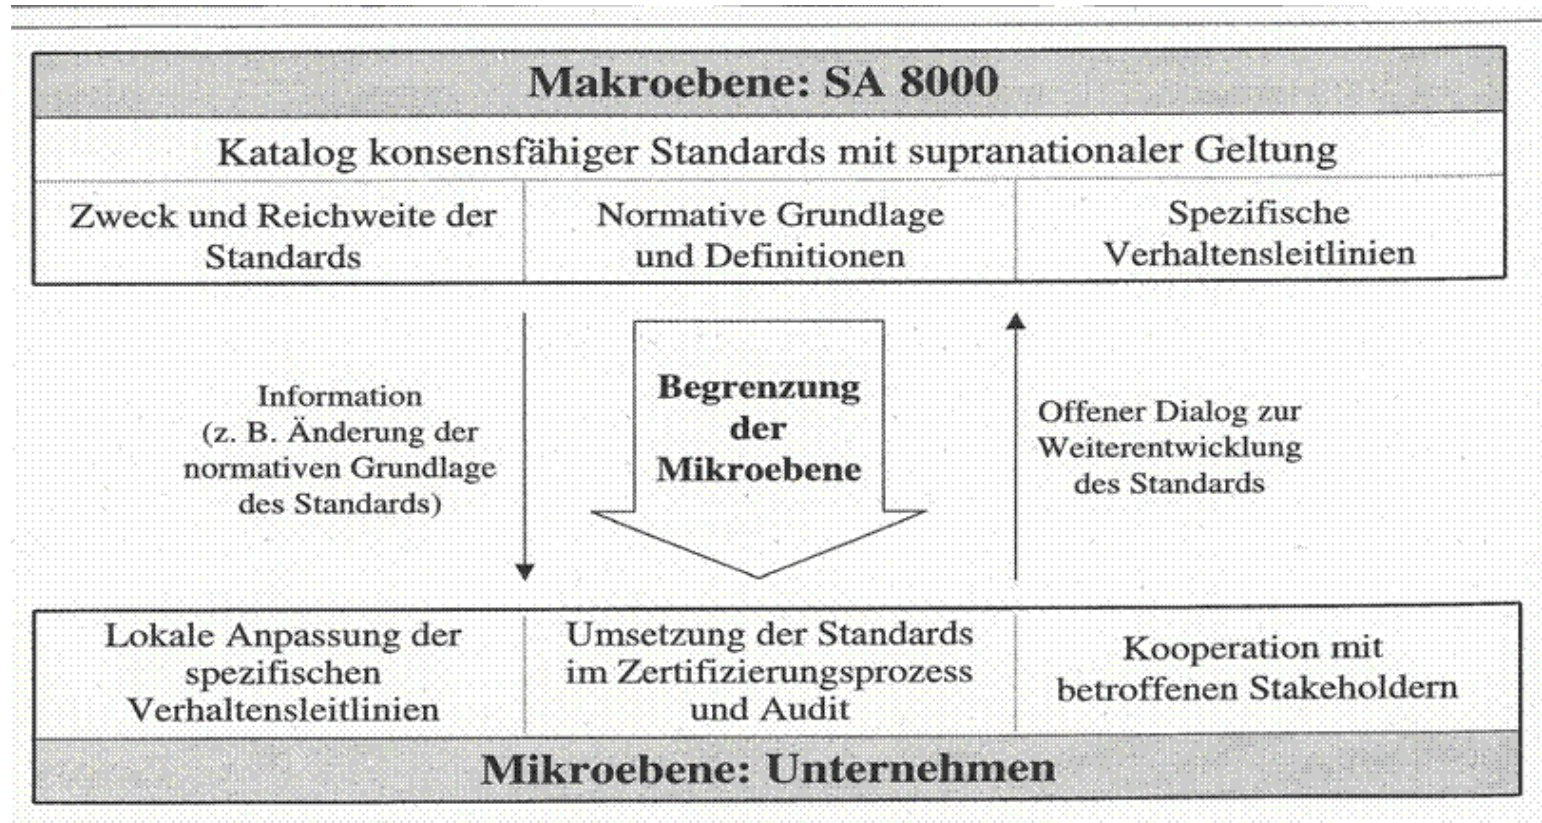 Makroebene: SA 8000
Katalog konsensfähiger Standards mit supranationaler Geltung
Zweck und Reichweite der
Standards
Normative Grundlage
und Definitionen
Spezifische
Verhaltensleitlinien
Information
(z. B. Änderung der
normativen Grundlage
des Standards)
Begrenzung
der
Mikroebene
Offener Dialog zur
Weiterentwicklung
des Standards
Lokale Anpassung der
spezifischen
Verhaltensleitlinien
Umsetzung der Standards
im Zertifizierungsprozess
und Audit
Kooperation mit
betroffenen Stakeholdern
Mikroebene: Unternehmen